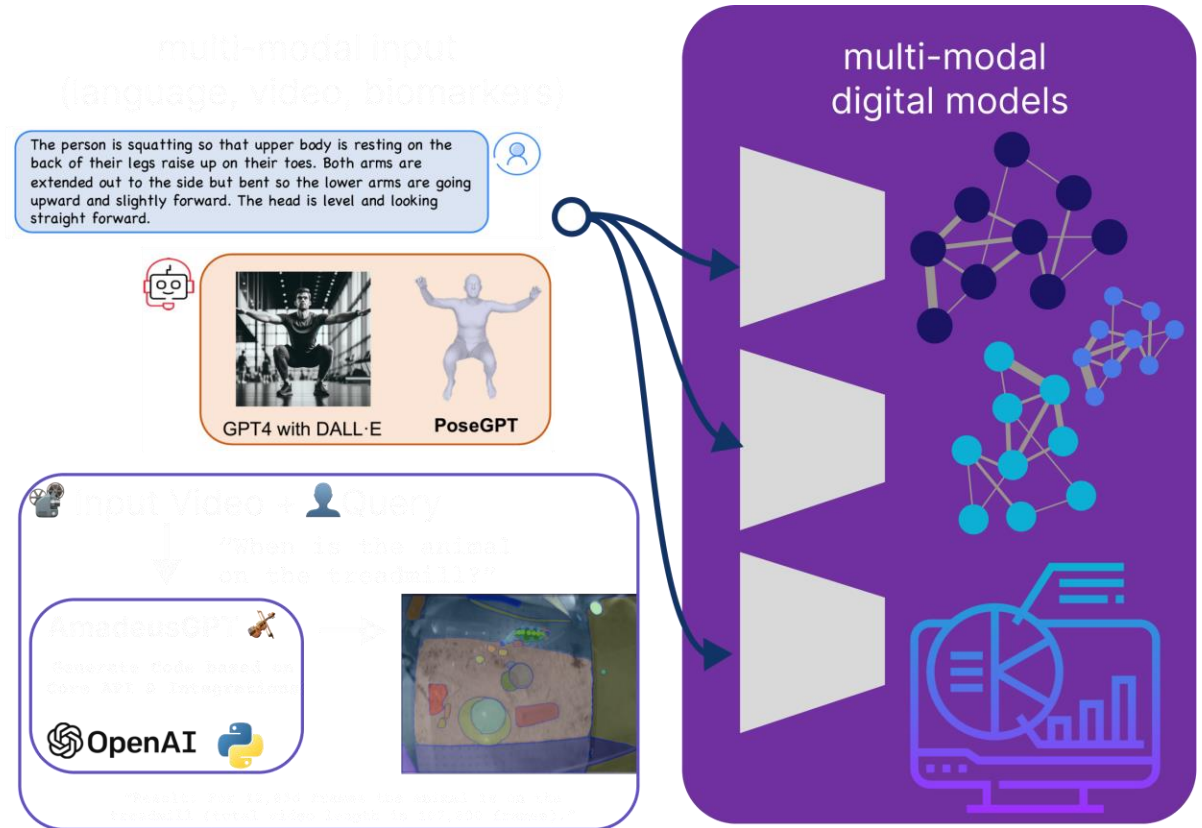 multi-modal input
(language, video, biomarkers)
The person is squatting so that upper body is resting on the
back of their legs raise up on their toes. Both arms are
extended out to the side but bent so the lower arms are going
upward and slightly forward. The head is level and looking
straight forward.
GPT4 with DALL·E
PoseGPT
Input Video + Query
"When is the animal
on the treadmill?"
AmadeusGPT
Generate Code based on
Core API & Integrations
OpenAI
multi-modal
digital models